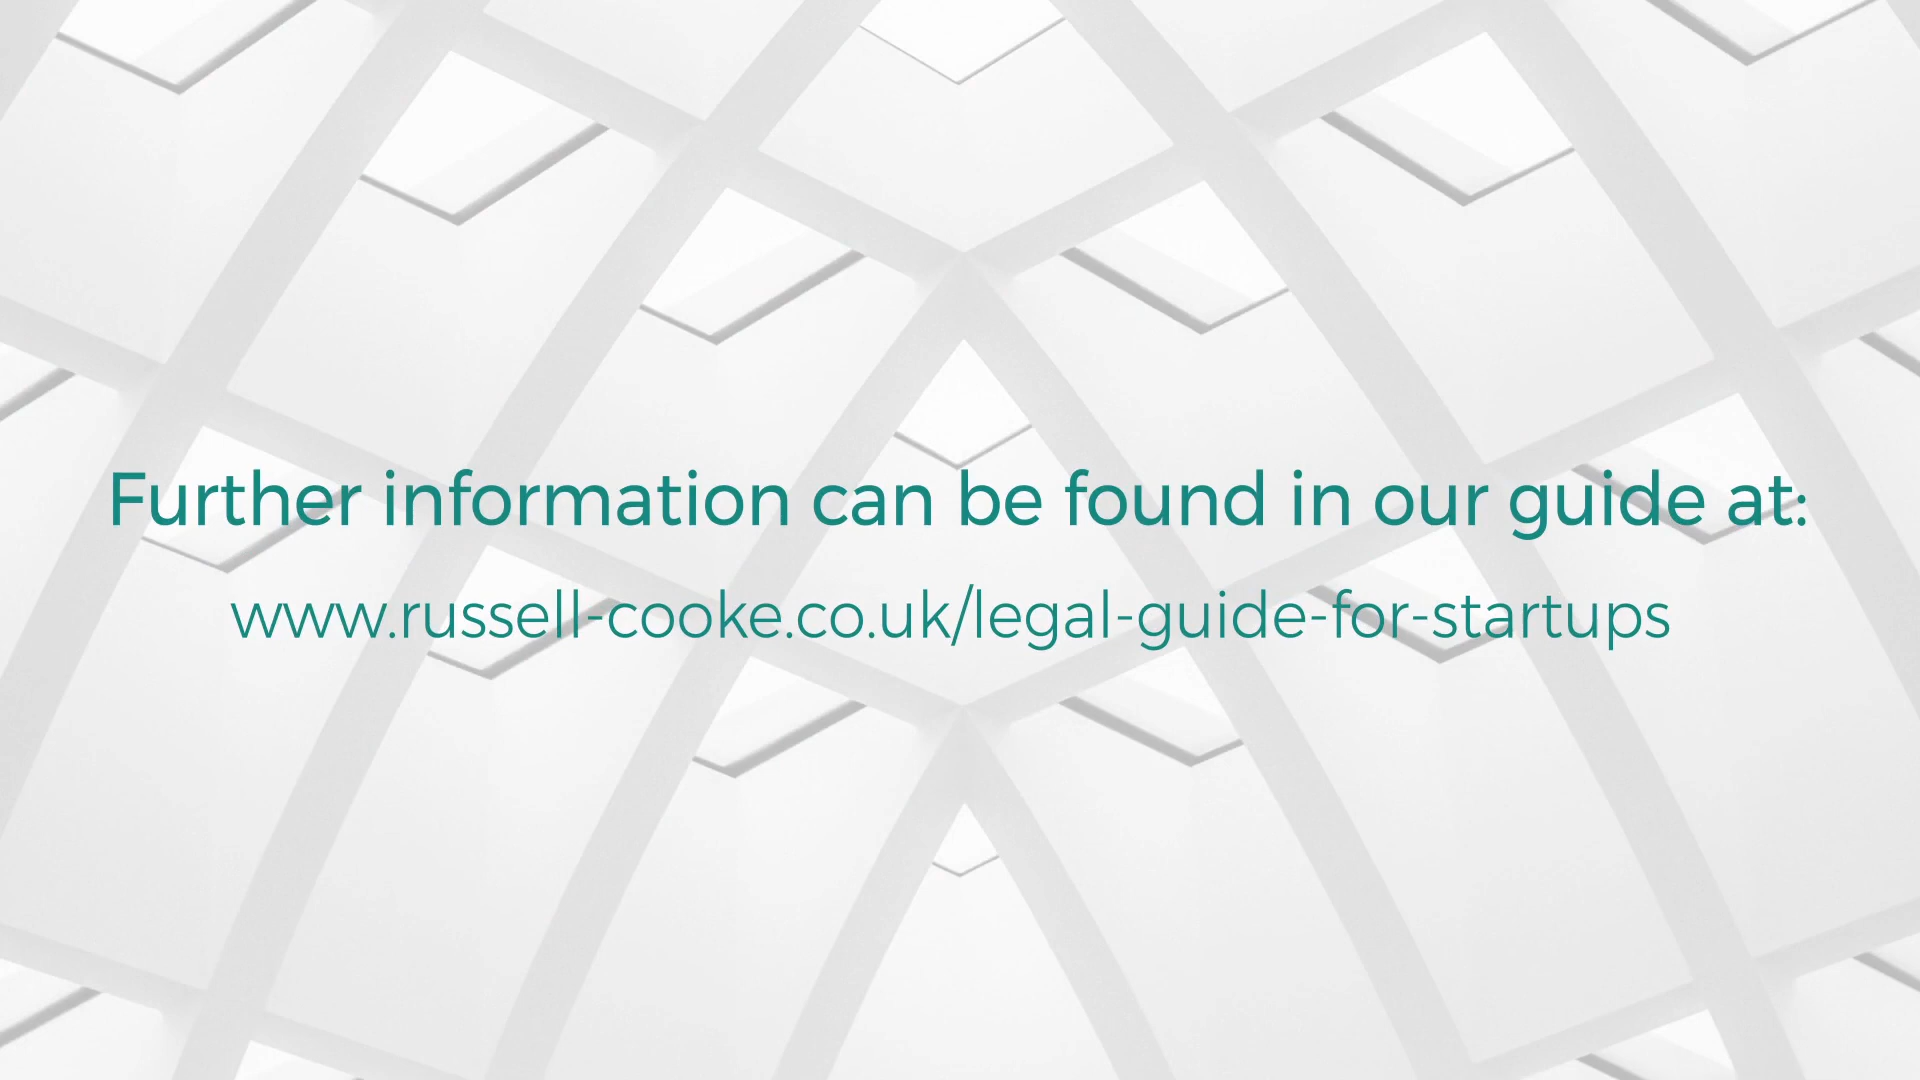 Further information can be found in our guide at:
www.russell-cooke.co.uk/legal-guide-for-startups